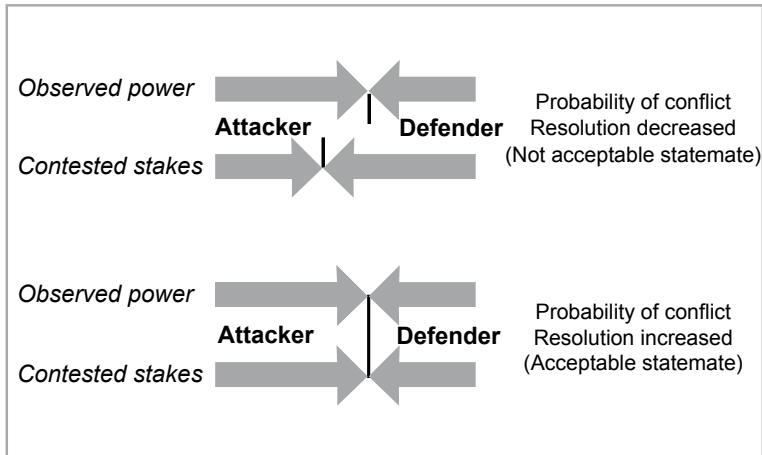 Observed power
Attacker
Defender
Contested stakes
Probability of conflict
Resolution decreased
(Not acceptable statemate)
Observed power
Attacker
Defender
Contested stakes
Probability of conflict
Resolution increased
(Acceptable statemate)